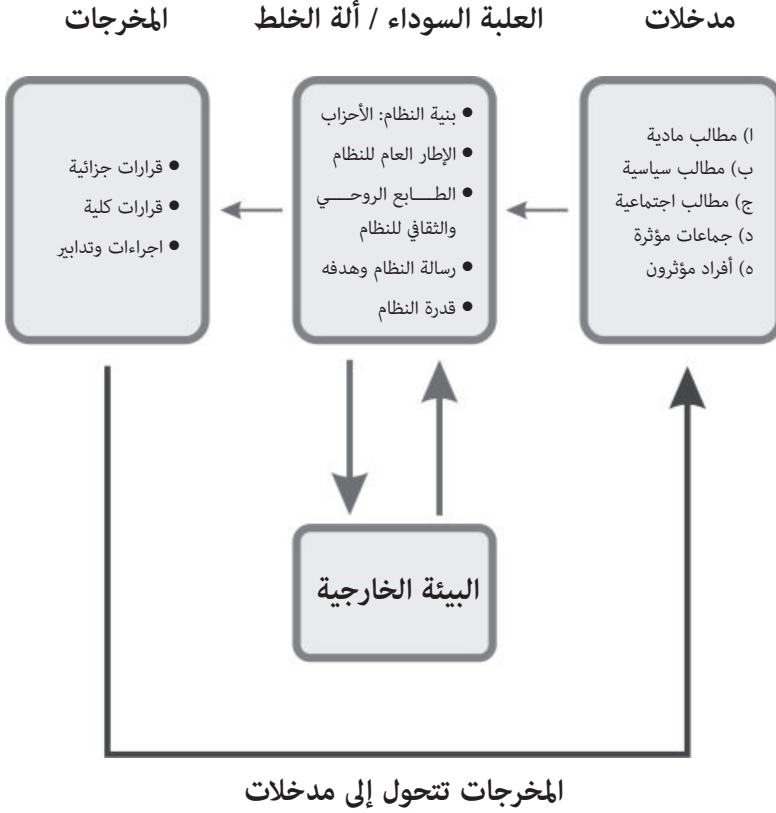 مدخلات
العلبة السوداء / ألة الخلط
المخرجات
ا) مطالب مادية
ب) مطالب سياسية
ج) مطالب اجتماعية
د) جماعات مؤثرة
ه) أفراد مؤثرون
● بنية النظام: الأحزاب
● الإطار العام للنظام
● الطـــابع الروحـــي
والثقافي للنظام
● رسالة النظام وهدفه
● قدرة النظام
● قرارات جزائية
● قرارات كلية
● اجراءات وتدابير
البيئة الخارجية
المخرجات تتحول إلى مدخلات